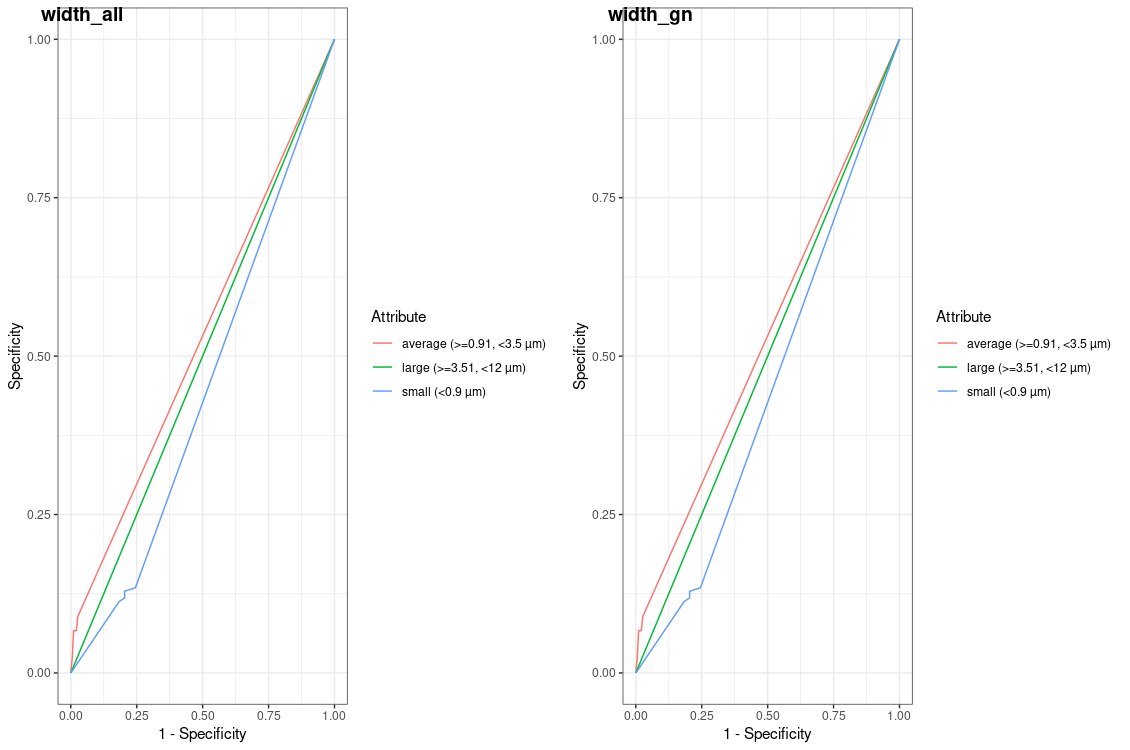 width_all
1.00
0.75
0.50
0.25
0.00
Specificity
0.00 0.25 0.50 0.75 1.00
1 - Specificity
Attribute
average (>=0.91, <3.5 µm)
large (>=3.51, <12 µm)
small (<0.9 µm)
width_gn
1.00
0.75
0.50
0.25
0.00
Specificity
0.00 0.25 0.50 0.75 1.00
1 - Specificity
Attribute
average (>=0.91, <3.5 µm)
large (>=3.51, <12 µm)
small (<0.9 µm)